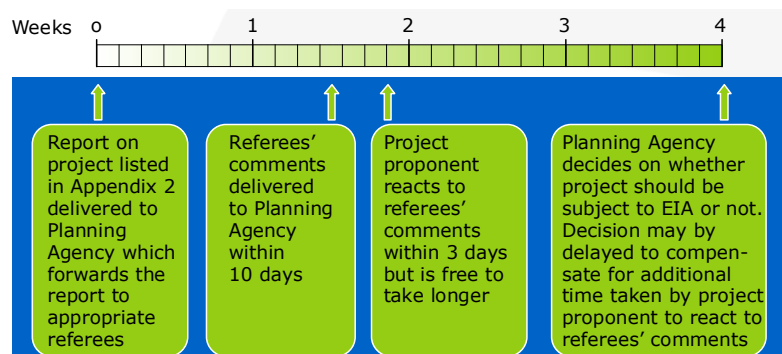 Weeks o 1 2 3 4
Report on
project listed
in Appendix 2
delivered to
Planning
Agency which
forwards the
report to
appropriate
referees
Referees’
comments
delivered
to Planning
Agency
within
10 days
Project
proponent
reacts to
referees’
comments
within 3 days
but is free to
take longer
Planning Agency
decides on whether
project should be
subject to EIA or not.
Decision may by
delayed to compen-
sate for additional
time taken by project
proponent to react to
referees’ comments